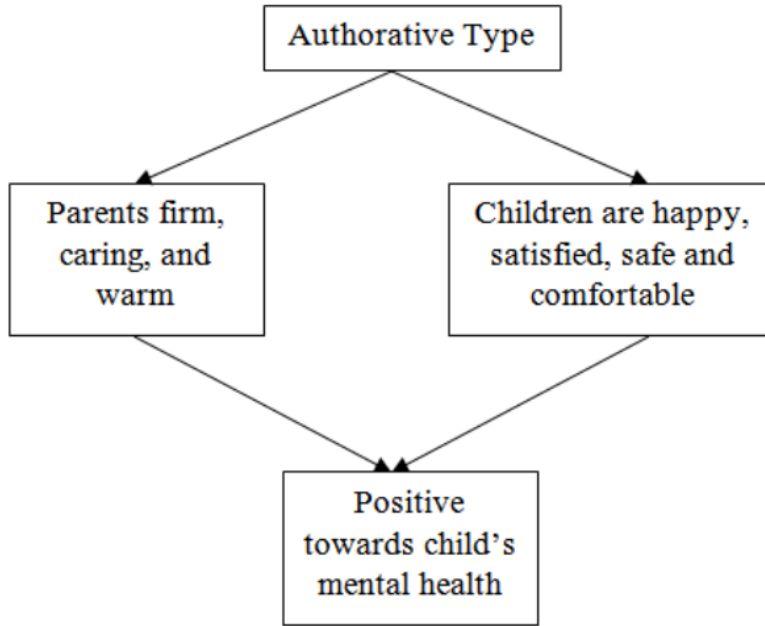 Authorative Type
Parents firm,
caring, and
warm
Children are happy,
satisfied, safe and
comfortable
Positive
towards child's
mental health